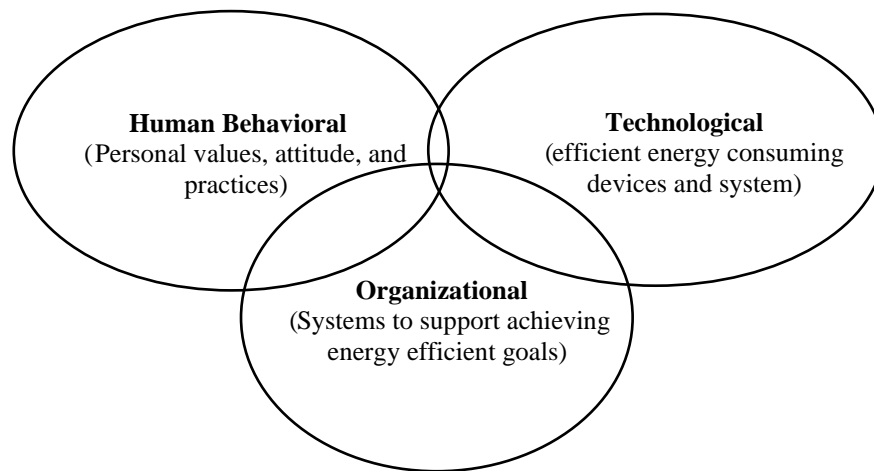 Human Behavioral
(Personal values, attitude, and
practices)
Technological
(efficient energy consuming
devices and system)
Organizational
(Systems to support achieving
energy efficient goals)